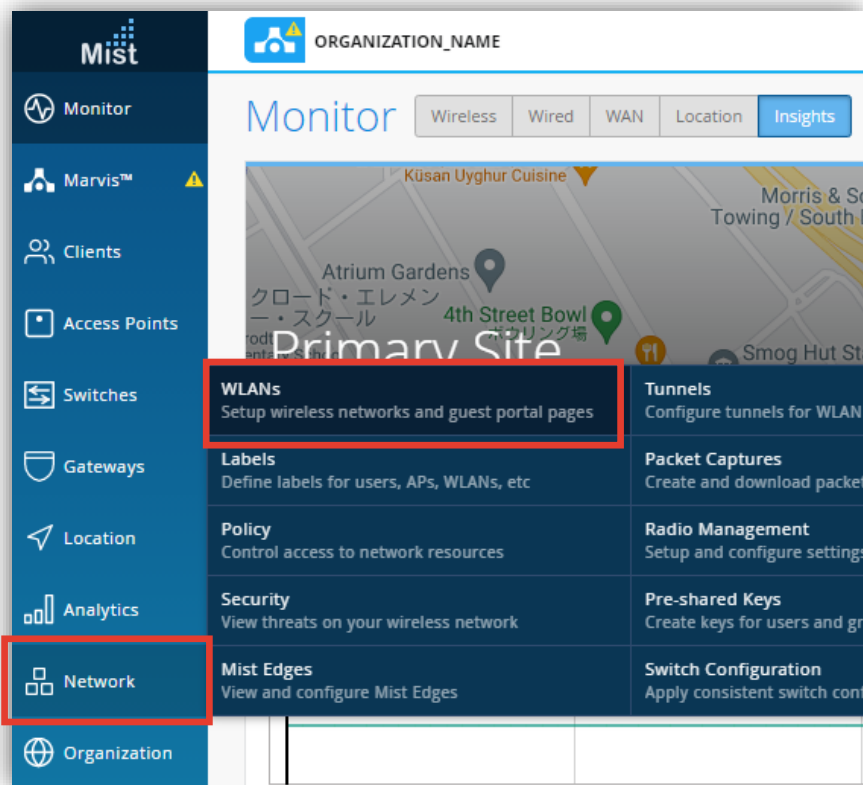 Mist
ORGANIZATION_NAME
Monitor
Marvis™
Clients
Access Points
Switches
Gateways
Location
Analytics
Network
Organization
Monitor
Wireless
Wired
WAN
Location
Insights
Küsan Uyghur Cuisine
Morris &
Towing / South
Atrium Gardens
クロード・エレメン
ー・スクール
4th Street Bowl
ボウリング場
Primary Site
Smog Hut
WLANs
Setup wireless networks and guest portal pages
Labels
Define labels for users, APs, WLANs, etc
Policy
Control access to network resources
Security
View threats on your wireless network
Mist Edges
View and configure Mist Edges
Tunnels
Configure tunnels for WLAN
Packet Captures
Create and download
Radio Management
Setup and configure settings
Pre-shared Keys
Create keys for users and
Switch Configuration
Apply consistent switch